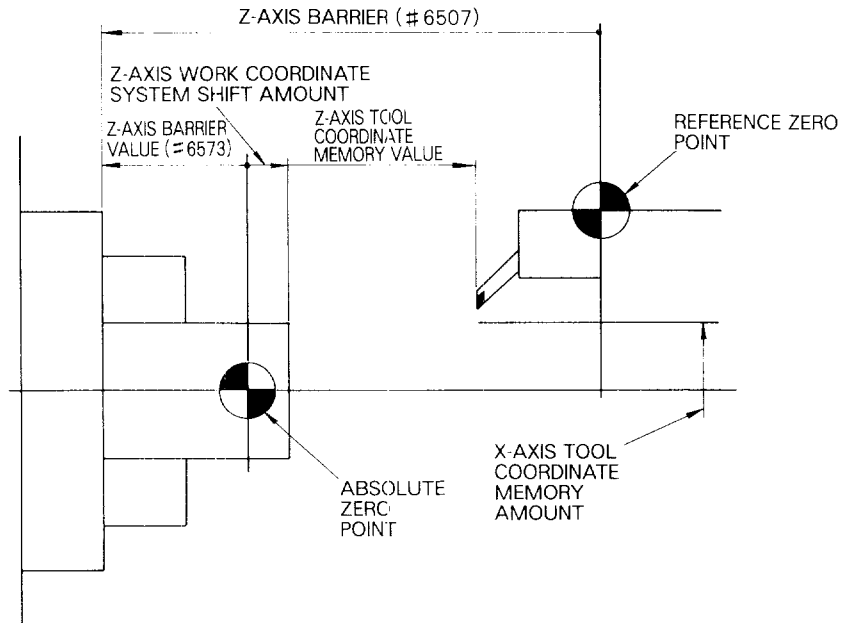 Z-AXIS BARRIER (#6507)
Z-AXIS WORK COORDINATE
SYSTEM SHIFT AMOUNT
Z-AXIS BARRIER
VALUE (#6573)
Z-AXIS TOOL
COORDINATE
MEMORY VALUE
REFERENCE ZERO
POINT
ABSOLUTE
ZERO
POINT
X-AXIS TOOL
COORDINATE
MEMORY
AMOUNT